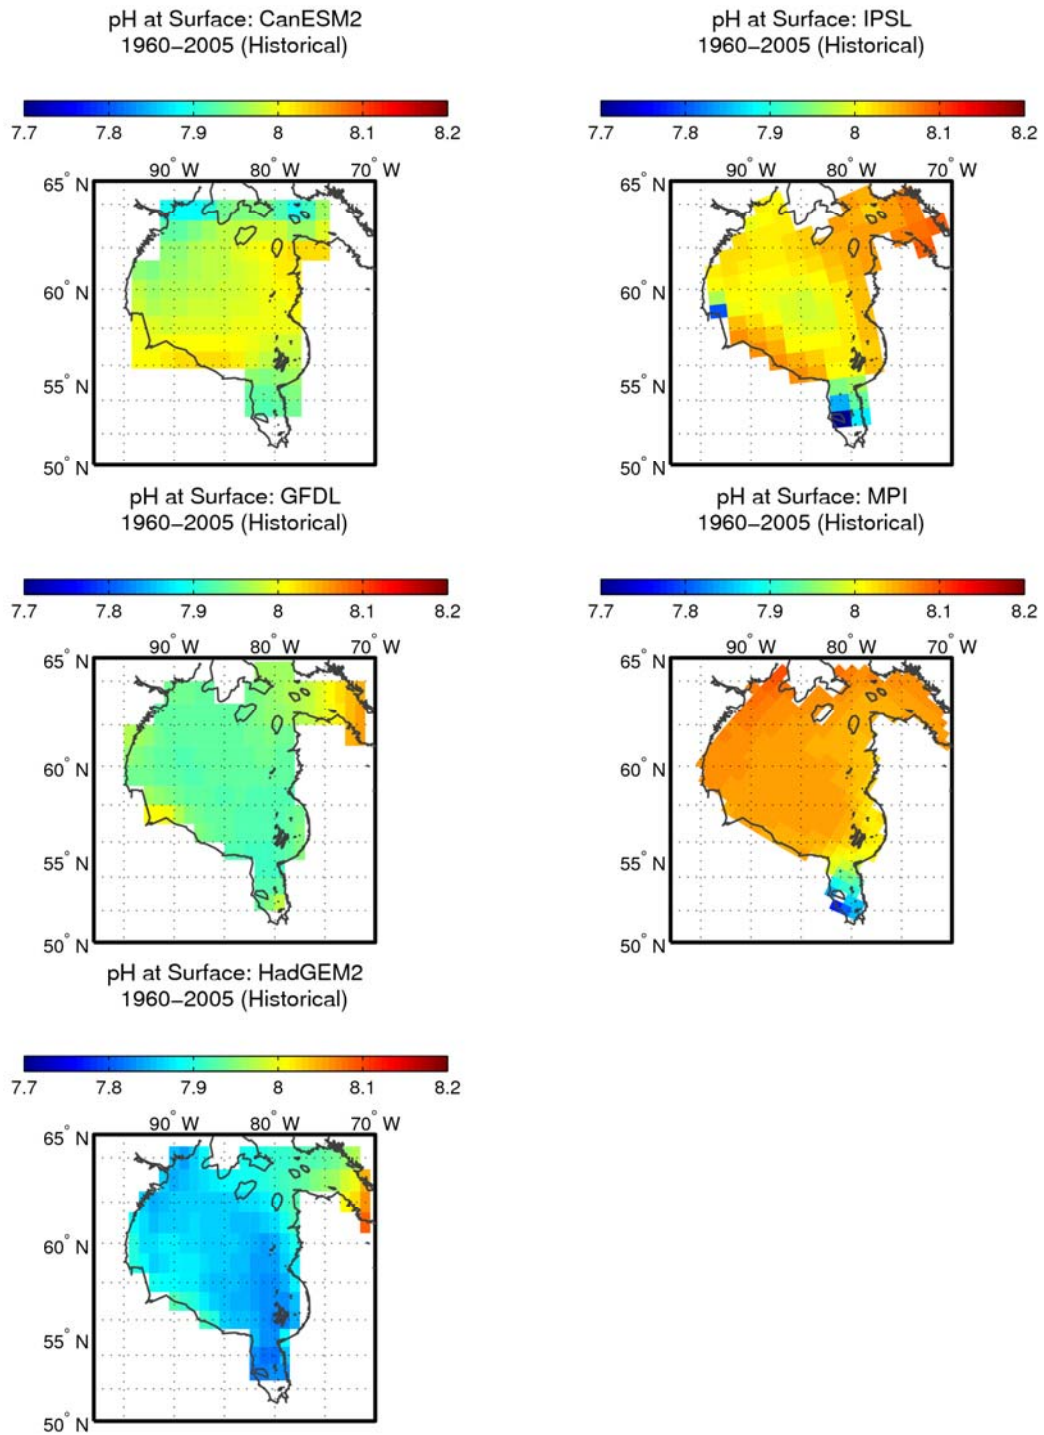 pH at Surface: CanESM2
1960–2005 (Historical)
7.7 7.8 7.9 8 8.1 8.2
90° W 80° W 70° W
65° N
60° N
55° N
50° N
pH at Surface: IPSL
1960–2005 (Historical)
7.7 7.8 7.9 8 8.1 8.2
90° W 80° W 70° W
65° N
60° N
55° N
50° N
pH at Surface: GFDL
1960–2005 (Historical)
7.7 7.8 7.9 8 8.1 8.2
90° W 80° W 70° W
65° N
60° N
55° N
50° N
pH at Surface: MPI
1960–2005 (Historical)
7.7 7.8 7.9 8 8.1 8.2
90° W 80° W 70° W
65° N
60° N
55° N
50° N
pH at Surface: HadGEM2
1960–2005 (Historical)
7.7 7.8 7.9 8 8.1 8.2
90° W 80° W 70° W
65° N
60° N
55° N
50° N